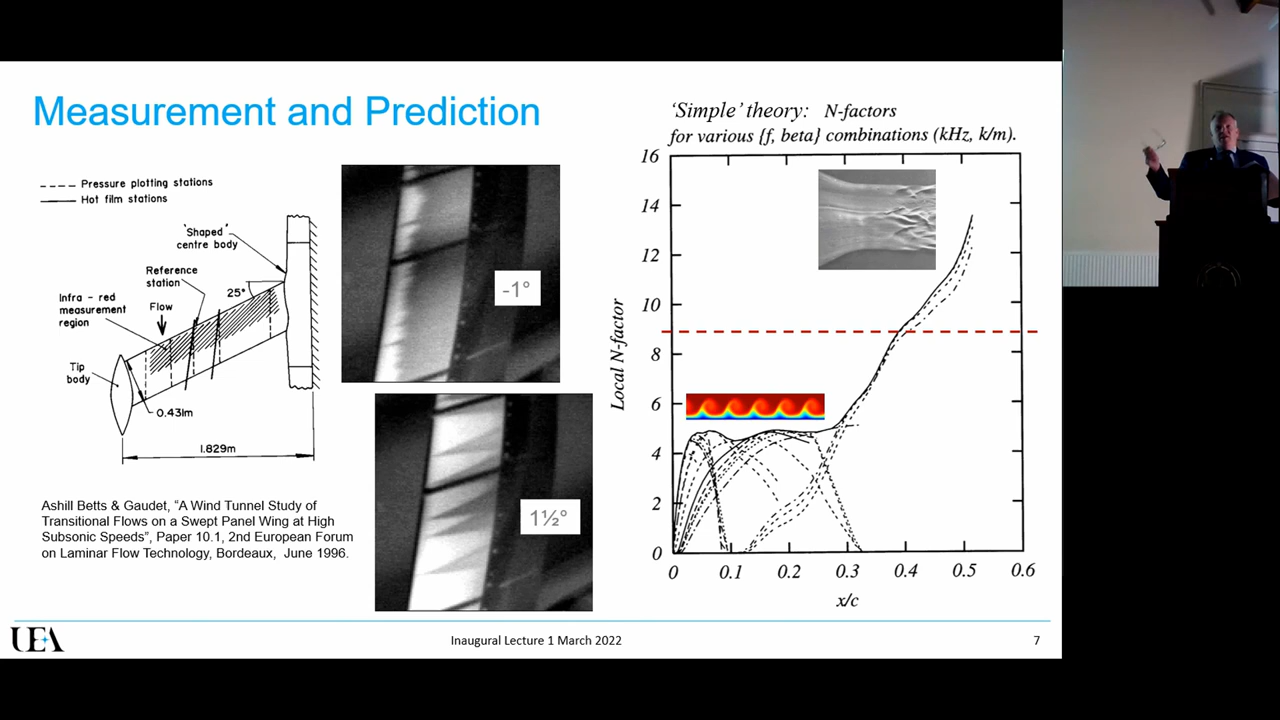 Measurement and Prediction
Pressure plotting stations
Hot film stations
'Shaped'
centre body
Reference
station
25°
Infra - red
measurement
region
Flow
Tip
body
0.431m
1.829m
Ashill Betts & Gaudet, “A Wind Tunnel Study of
Transitional Flows on a Swept Panel Wing at High
Subsonic Speeds”, Paper 10.1, 2nd European Forum
on Laminar Flow Technology, Bordeaux, June 1996.
-1°
1½°
‘Simple’ theory: N-factors
for various {f, beta} combinations (kHz, k/m).
16
14
12
10
8
6
4
2
0
Local N-factor
0 0.1 0.2 0.3 0.4 0.5 0.6
x/c
UEA
Inaugural Lecture 1 March 2022
7